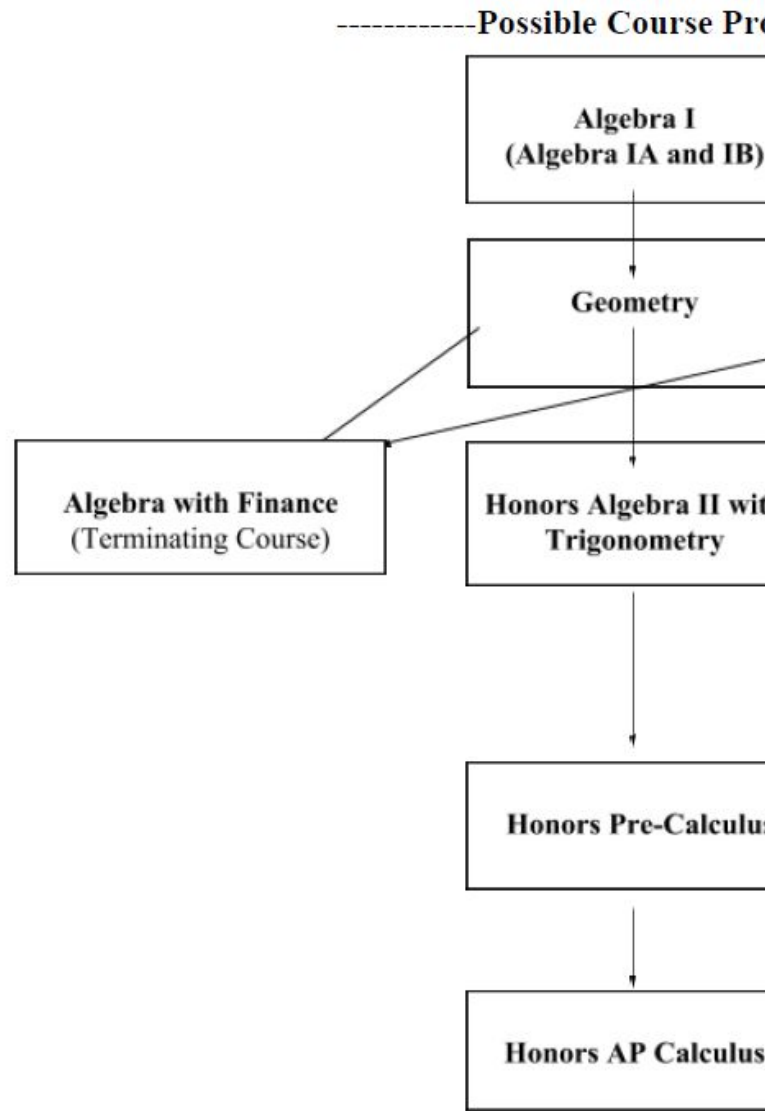 ------------Possible Course Pro
Algebra I
(Algebra IA and IB)
Geometry
Algebra with Finance
(Terminating Course)
Honors Algebra II wit
Trigonometry
Honors Pre-Calculus
Honors AP Calculus